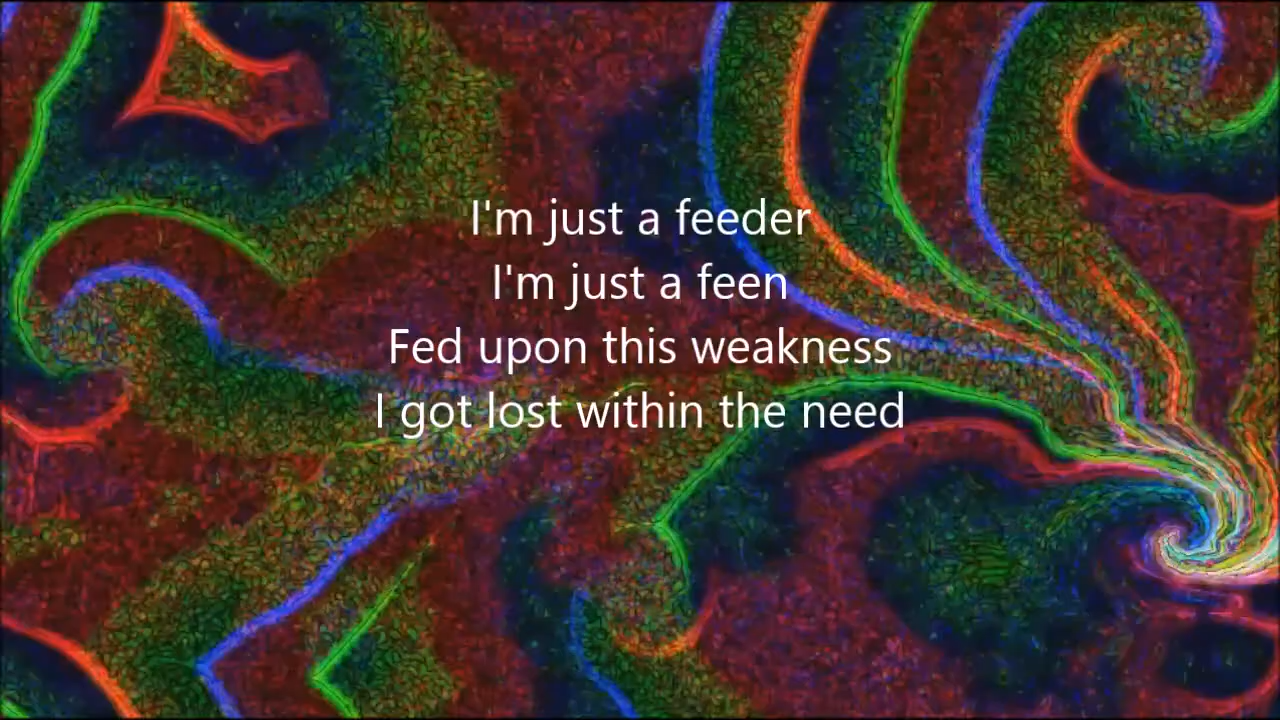 I'm just a feeder
I'm just a feen
Fed upon this weakness
I got lost within the need